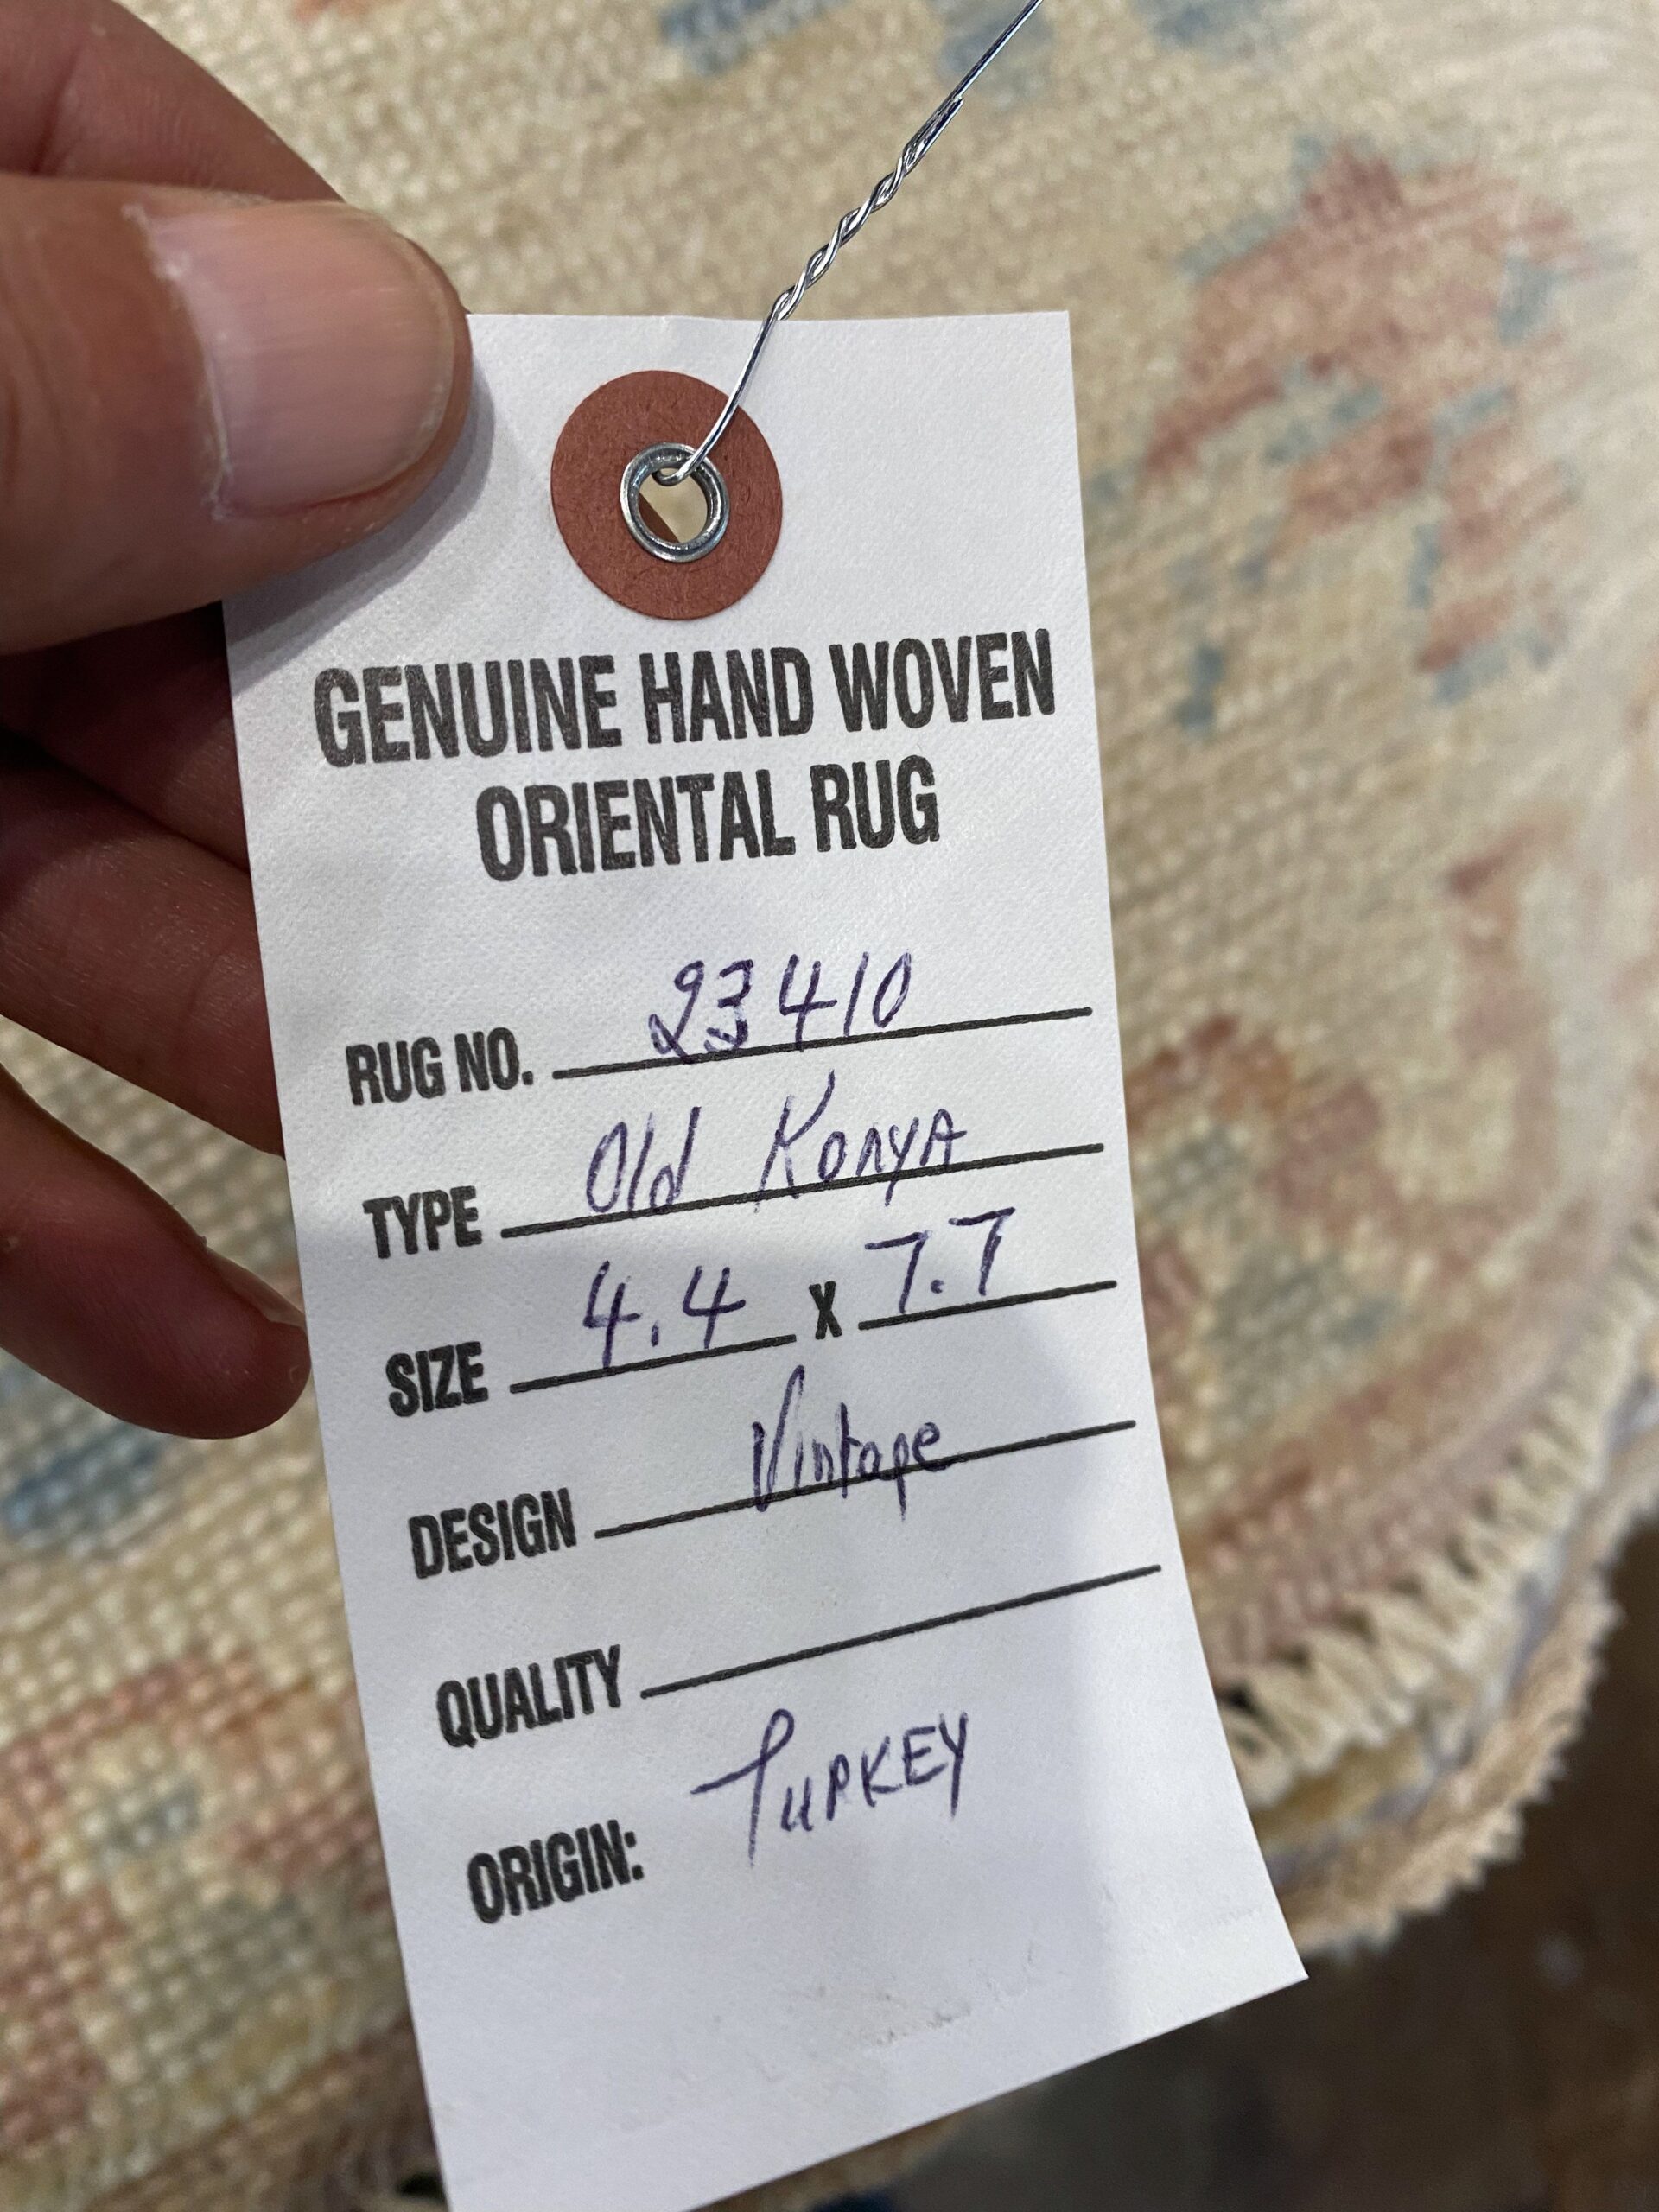 GENUINE HAND WOVEN
ORIENTAL RUG
RUG NO. 23410
TYPE Old Konya
SIZE 4.4 X 7.7
DESIGN Vintage
QUALITY
ORIGIN: TURKEY